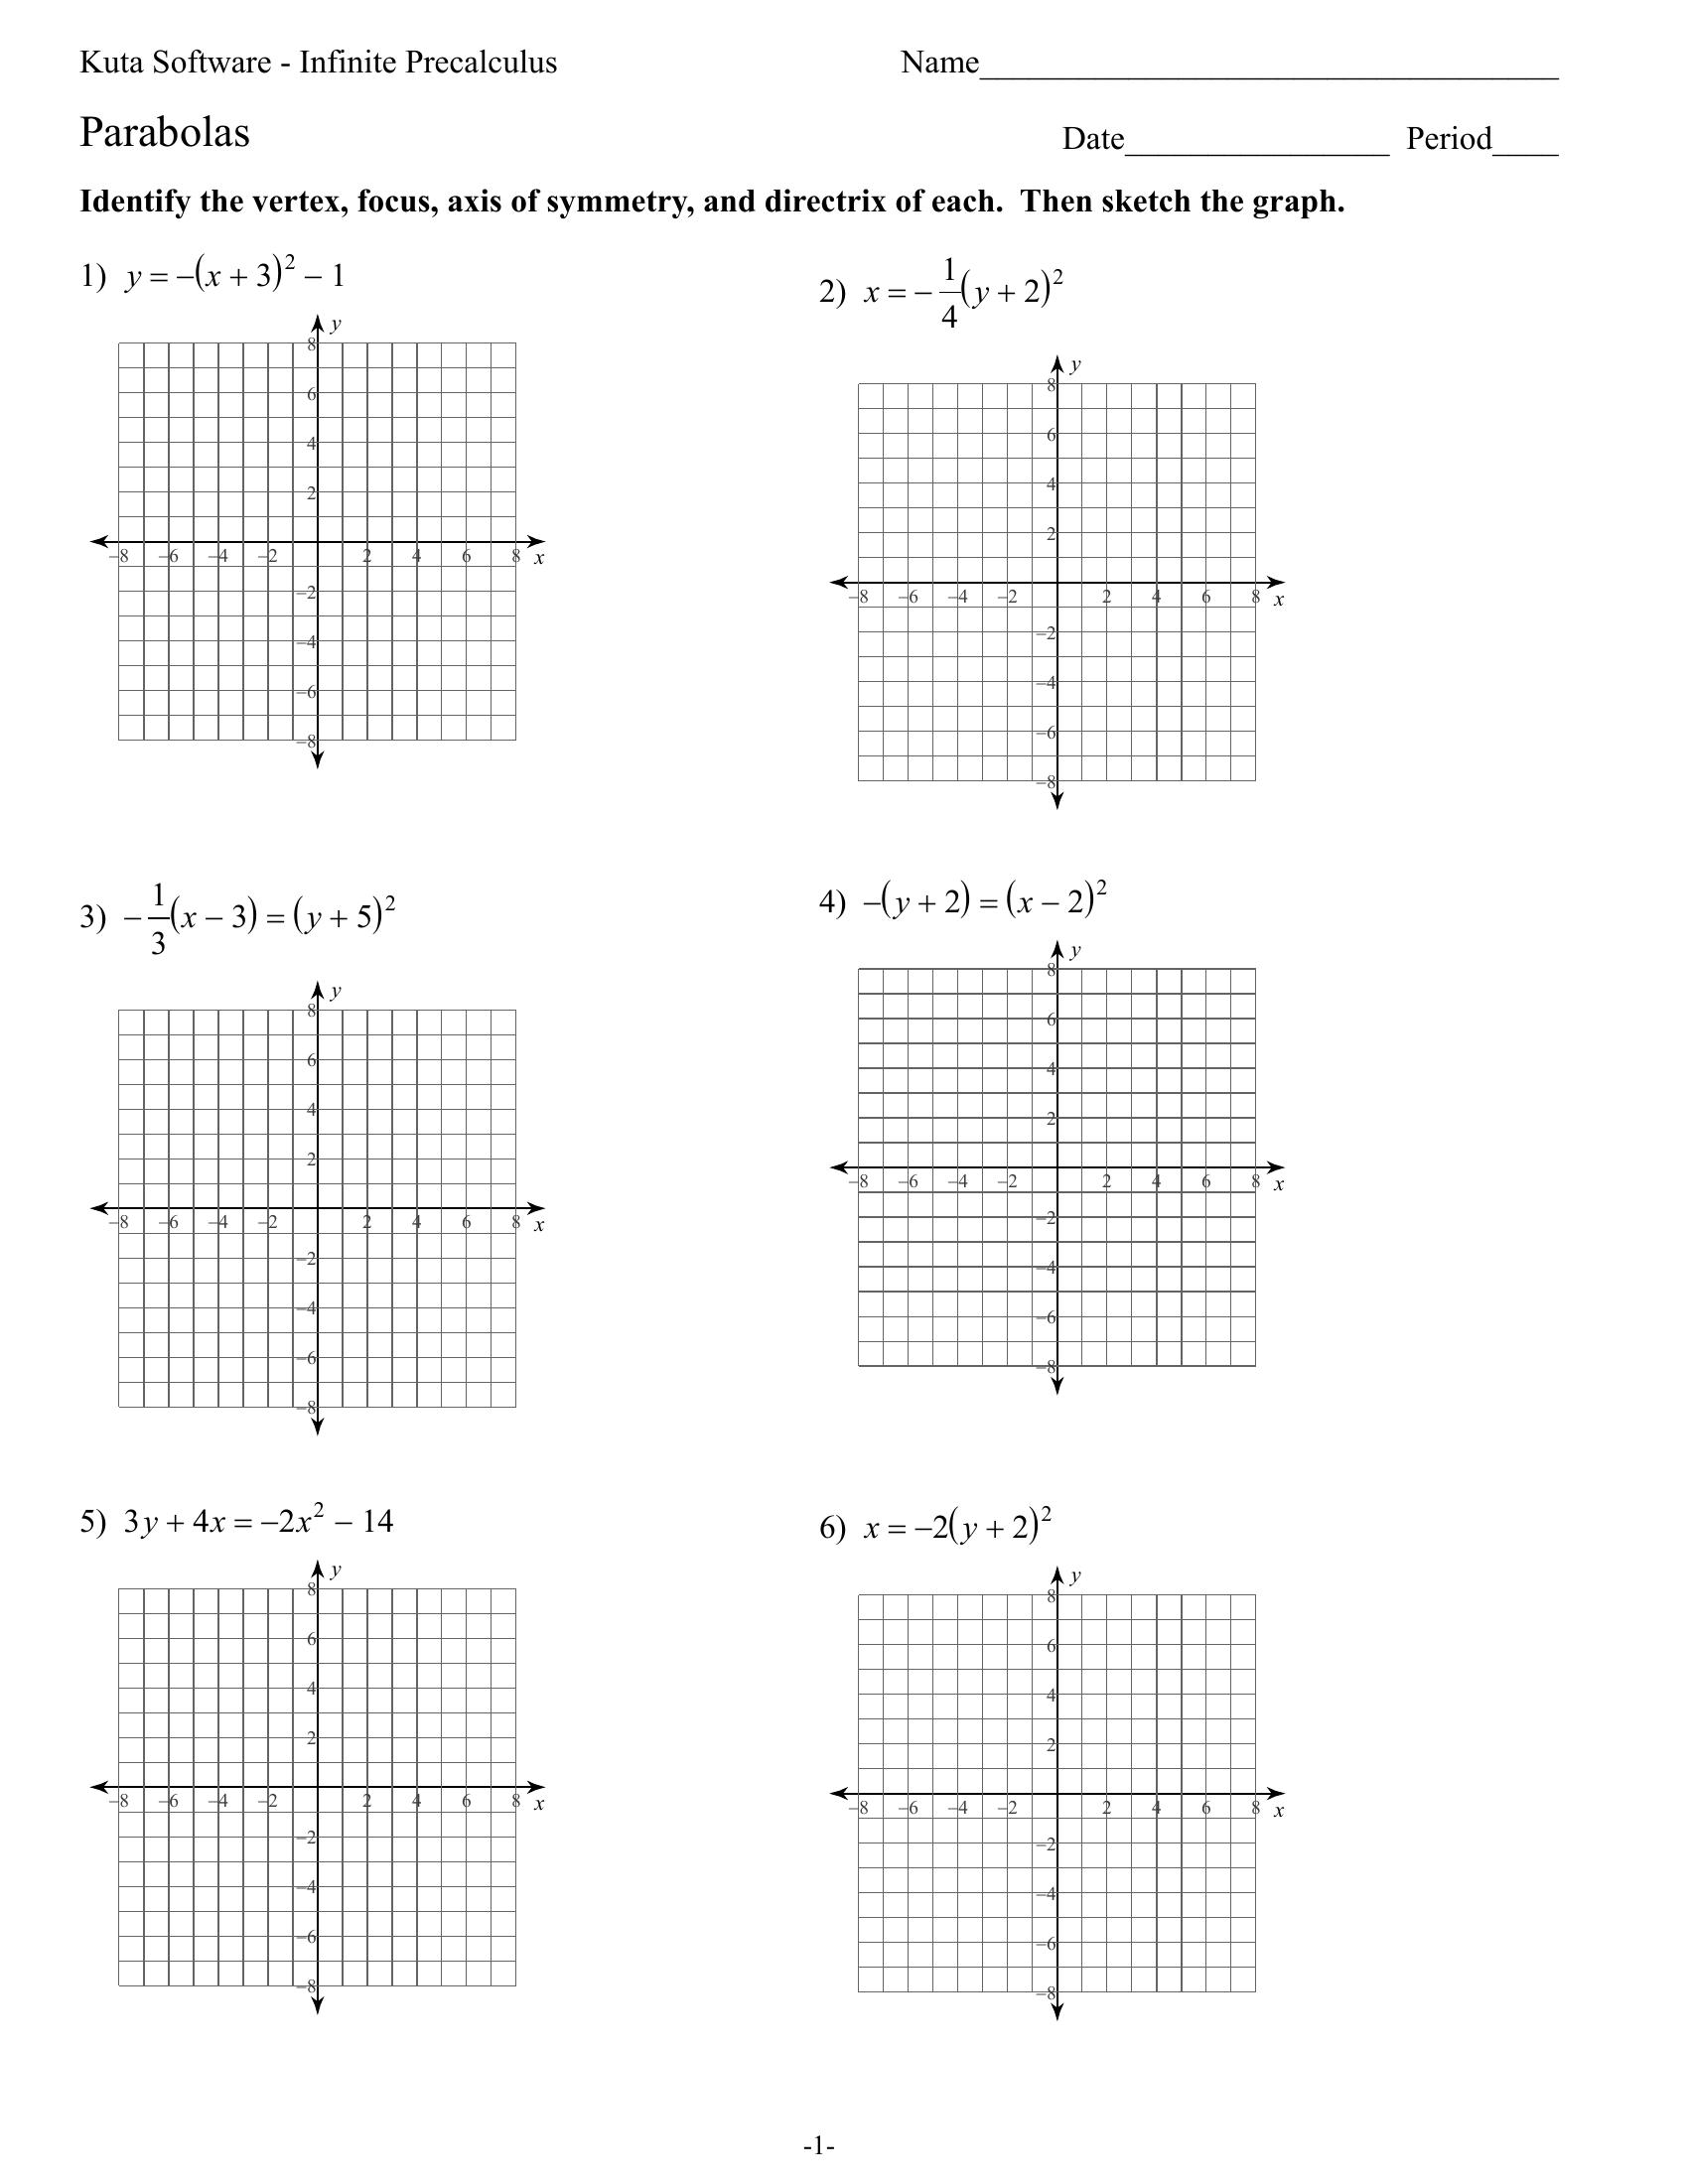 Kuta Software - Infinite Precalculus
Name___________________________________
Parabolas
Date________________ Period____
Identify the vertex, focus, axis of symmetry, and directrix of each.  Then sketch the graph.
1) y = −(x + 3)² − 1
y
8
6
4
2
−8 −6 −4 −2 2 4 6 8 x
−2
−4
−6
−8
2) x = −1/4(y + 2)²
y
8
6
4
2
−8 −6 −4 −2 2 4 6 8 x
−2
−4
−6
−8
3) −1/3(x − 3) = (y + 5)²
y
8
6
4
2
−8 −6 −4 −2 2 4 6 8 x
−2
−4
−6
−8
4) −(y + 2) = (x − 2)²
y
8
6
4
2
−8 −6 −4 −2 2 4 6 8 x
−2
−4
−6
−8
5) 3y + 4x = −2x² − 14
y
8
6
4
2
−8 −6 −4 −2 2 4 6 8 x
−2
−4
−6
−8
6) x = −2(y + 2)²
y
8
6
4
2
−8 −6 −4 −2 2 4 6 8 x
−2
−4
−6
−8
-1-